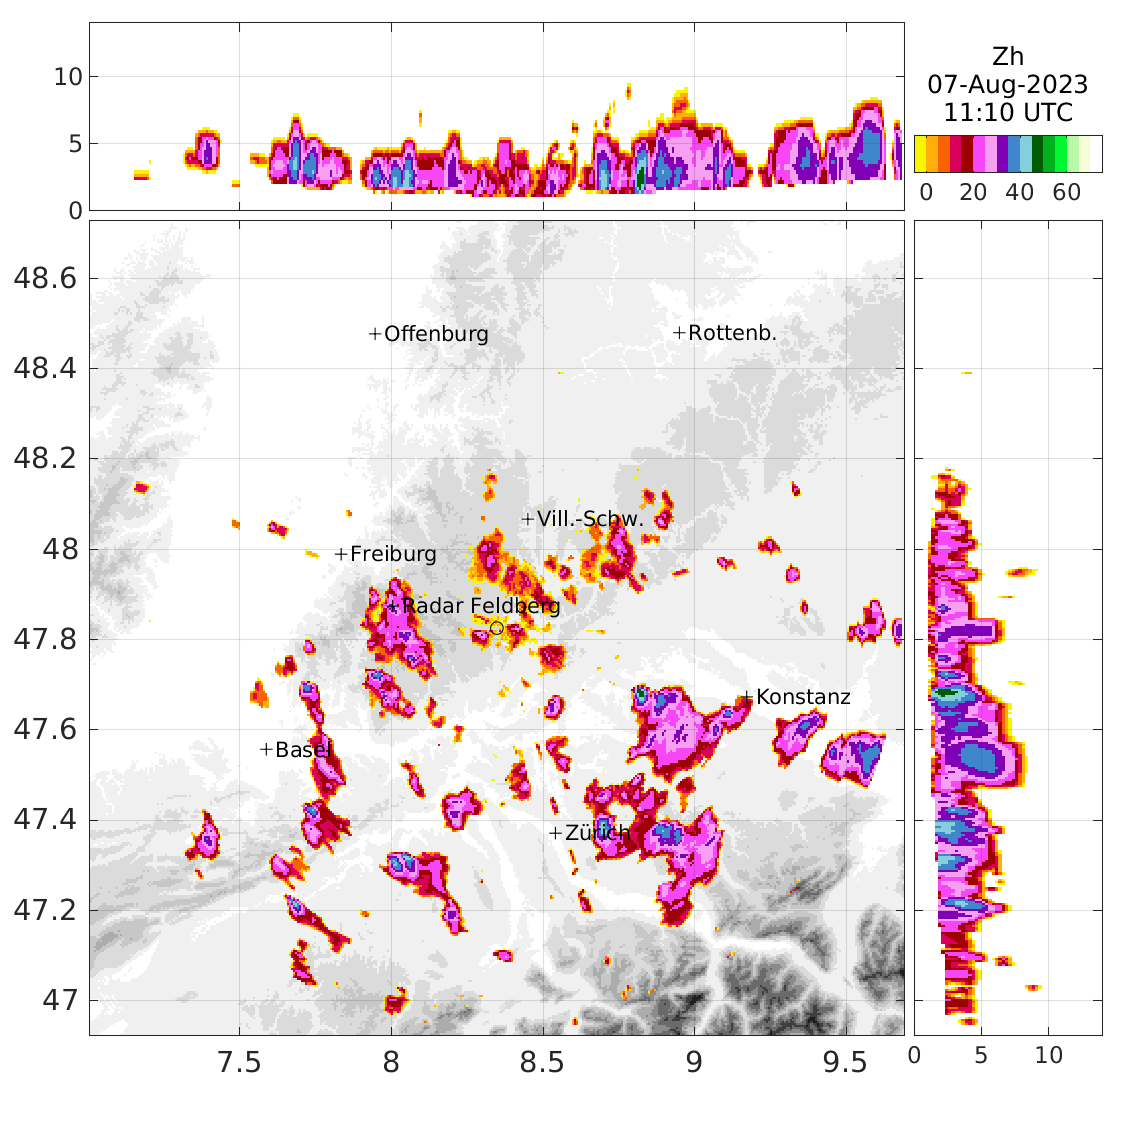 10
5
0
Zh
07-Aug-2023
11:10 UTC
0 20 40 60
48.6
48.4
48.2
48
47.8
47.6
47.4
47.2
47
+Offenburg
+Rottenb.
+Vill.-Schw.
+Freiburg
+Radar Feldberg
+Konstanz
+Basel
+Zürich
7.5 8 8.5 9 9.5
0 5 10